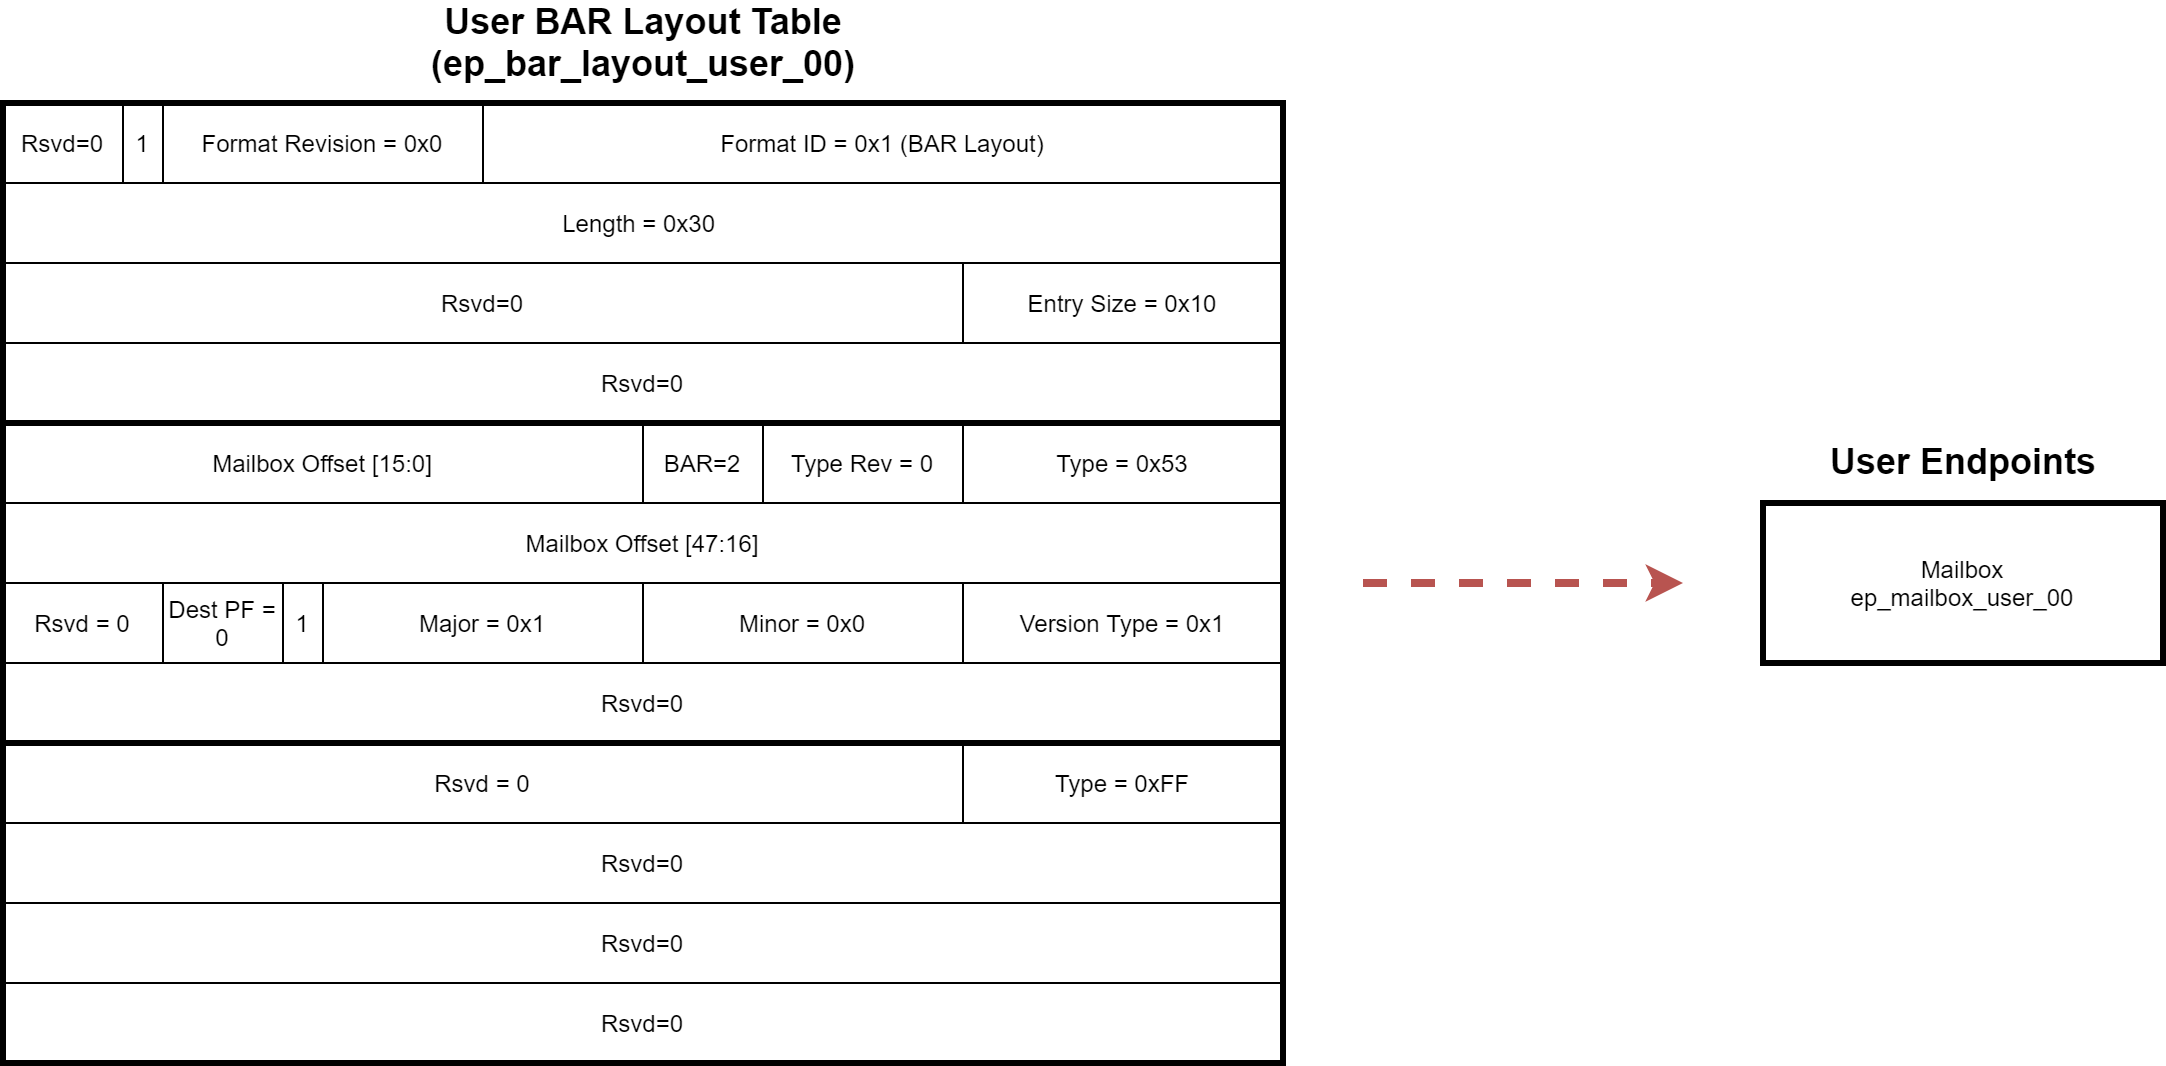 User BAR Layout Table
(ep_bar_layout_user_00)
Rsvd=0 1 Format Revision = 0x0 Format ID = 0x1 (BAR Layout)
Length = 0x30
Rsvd=0 Entry Size = 0x10
Rsvd=0
Mailbox Offset [15:0] BAR=2 Type Rev = 0 Type = 0x53
Mailbox Offset [47:16]
Rsvd = 0 Dest PF =
0 1 Major = 0x1 Minor = 0x0 Version Type = 0x1
Rsvd=0
Rsvd = 0 Type = 0xFF
Rsvd=0
Rsvd=0
Rsvd=0
User Endpoints
Mailbox
ep_mailbox_user_00